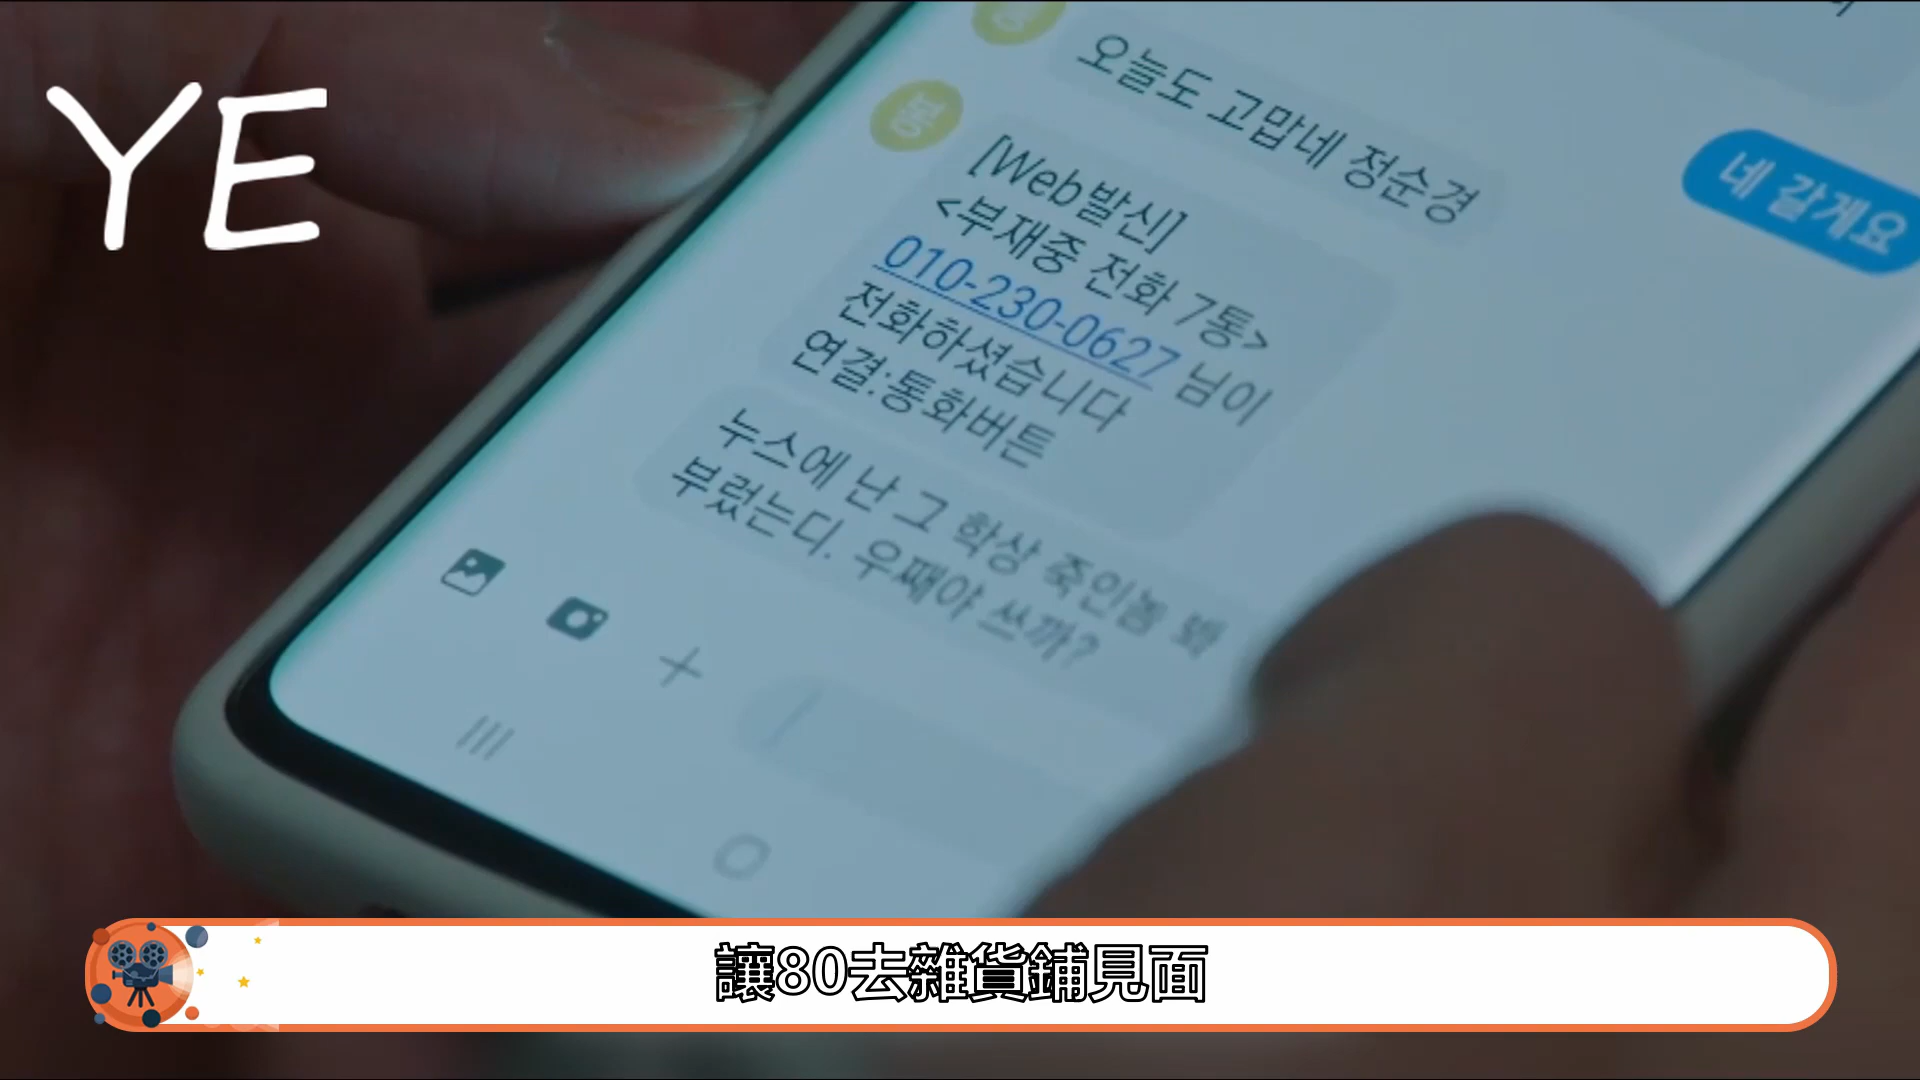 YE
오늘도 고맙네 정순경
네 갈게요
봉
[Web발신]
<부재중 전화 7통>
010-230-0627 님이
전화하셨습니다
연결:통화버튼
뉴스에 난 그 학상 죽인놈 봐
부렀는디. 우째야 쓰까?
讓80去雜貨鋪見面